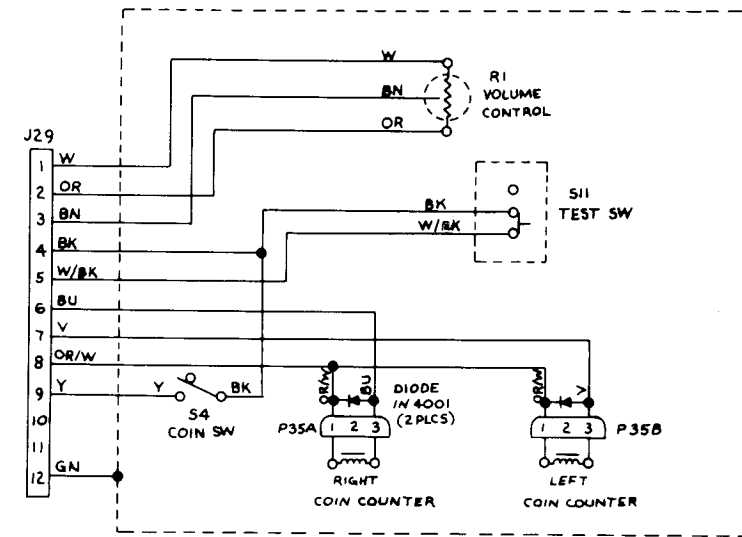 W
R1
VOLUME
CONTROL
BN
OR
J29
1 W
2 OR
3 BN
4 BK
5 W/BK
6 BU
7 V
8 OR/W
9 Y
10
11
12 GN
S11
TEST SW
BK
W/BK
Y
BK
S4
COIN SW
OR/W
BU
DIODE
IN 4001
(2 PLCS)
P35A
1 2 3
RIGHT
COIN COUNTER
OR/W
V
1 2 3
P35B
LEFT
COIN COUNTER